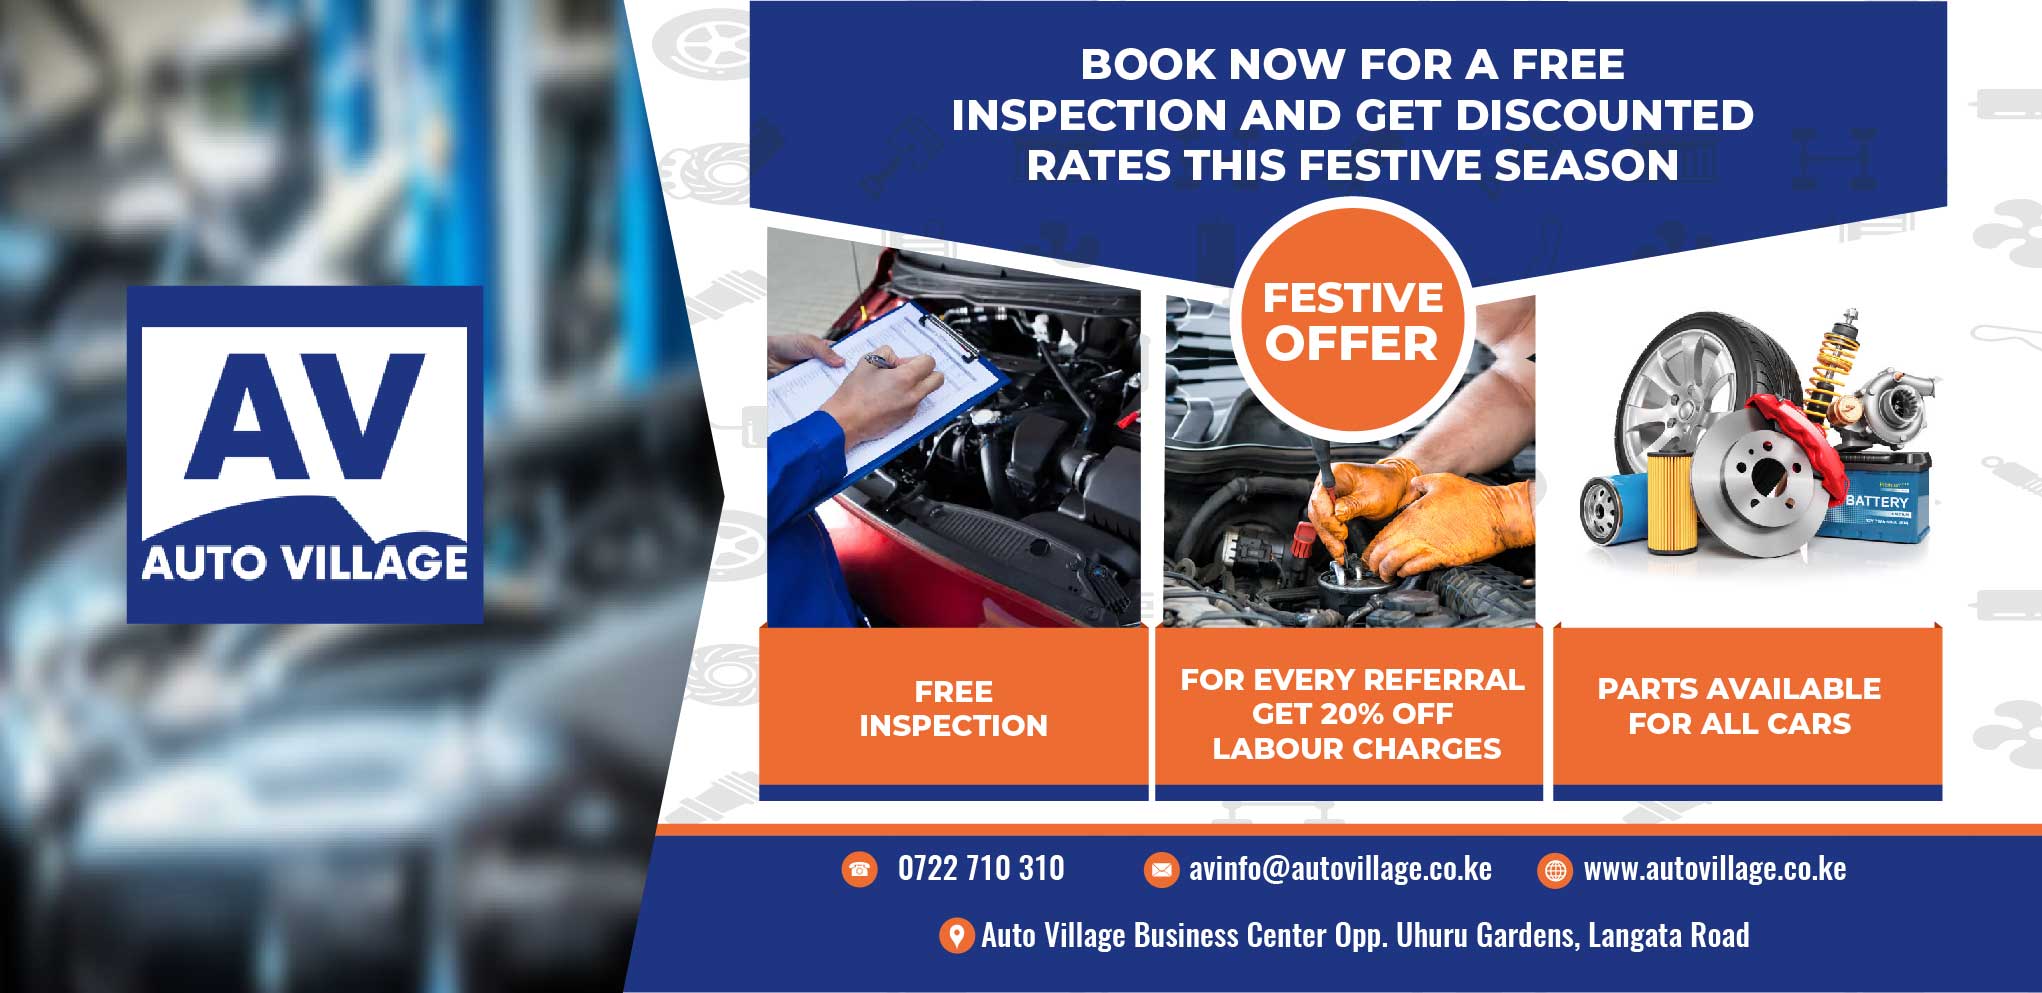 AV
AUTO VILLAGE
BOOK NOW FOR A FREE
INSPECTION AND GET DISCOUNTED
RATES THIS FESTIVE SEASON
FESTIVE
OFFER
BATTERY
FREE
INSPECTION
FOR EVERY REFERRAL
GET 20% OFF
LABOUR CHARGES
PARTS AVAILABLE
FOR ALL CARS
0722 710 310
avinfo@autovillage.co.ke
www.autovillage.co.ke
Auto Village Business Center Opp. Uhuru Gardens, Langata Road